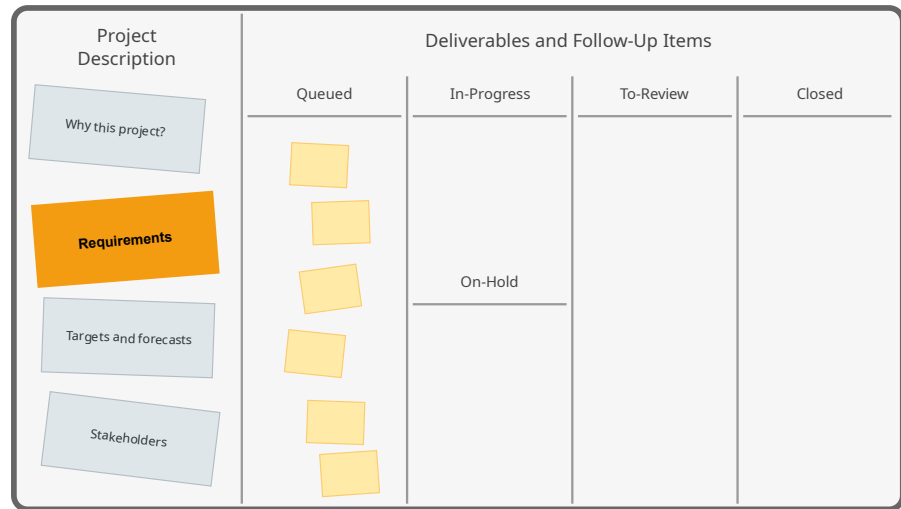 Project
Description
Deliverables and Follow-Up Items
Queued
In-Progress
To-Review
Closed
Why this project?
Requirements
On-Hold
Targets and forecasts
Stakeholders